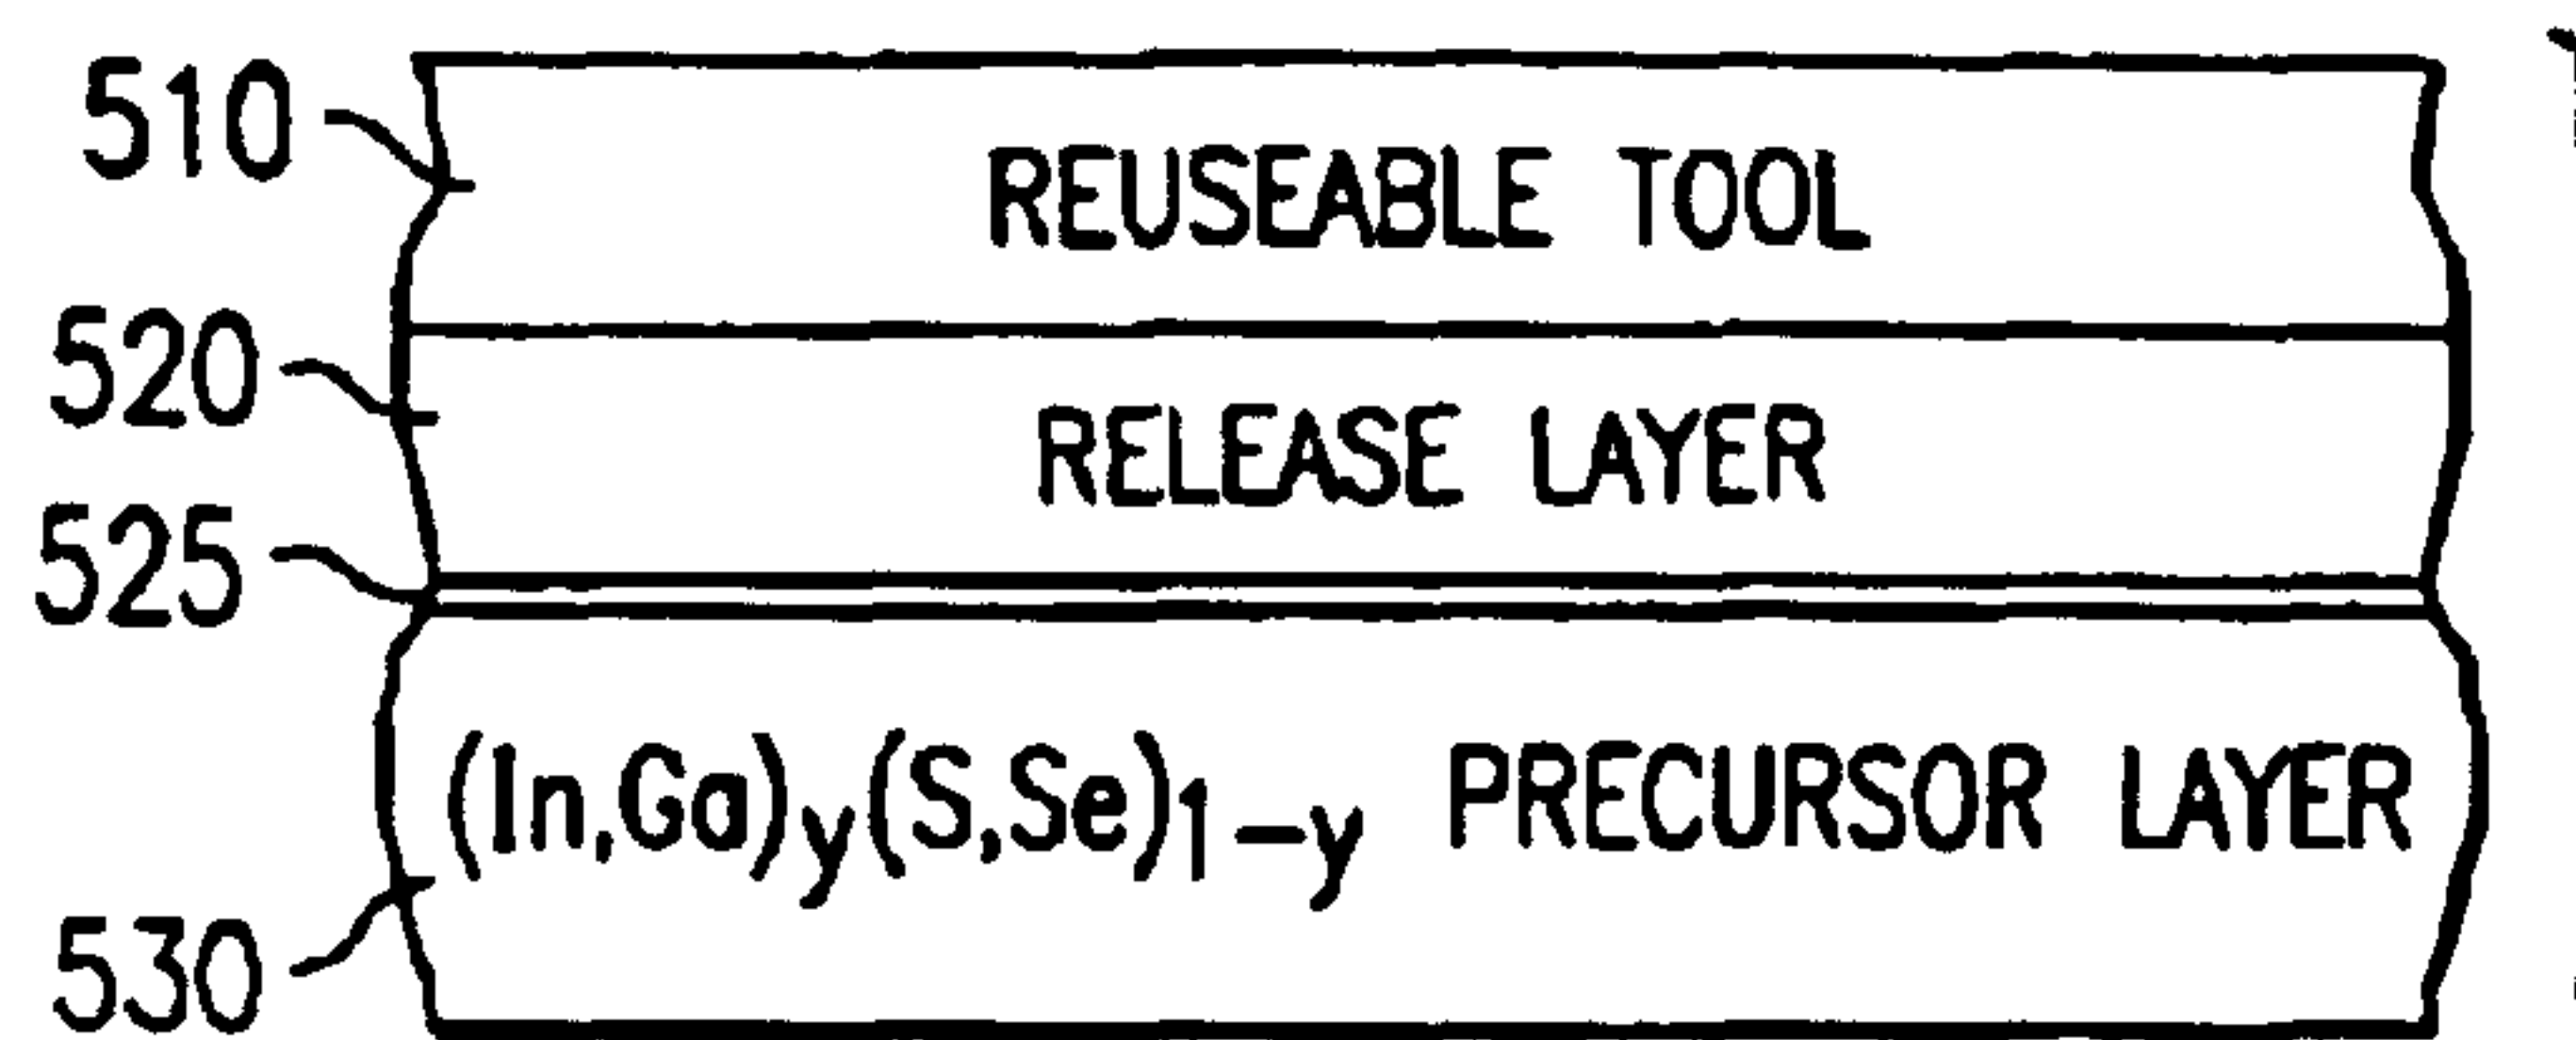 510
REUSEABLE TOOL
520
RELEASE LAYER
525
(In,Ga)y(S,Se)1-y PRECURSOR LAYER
530